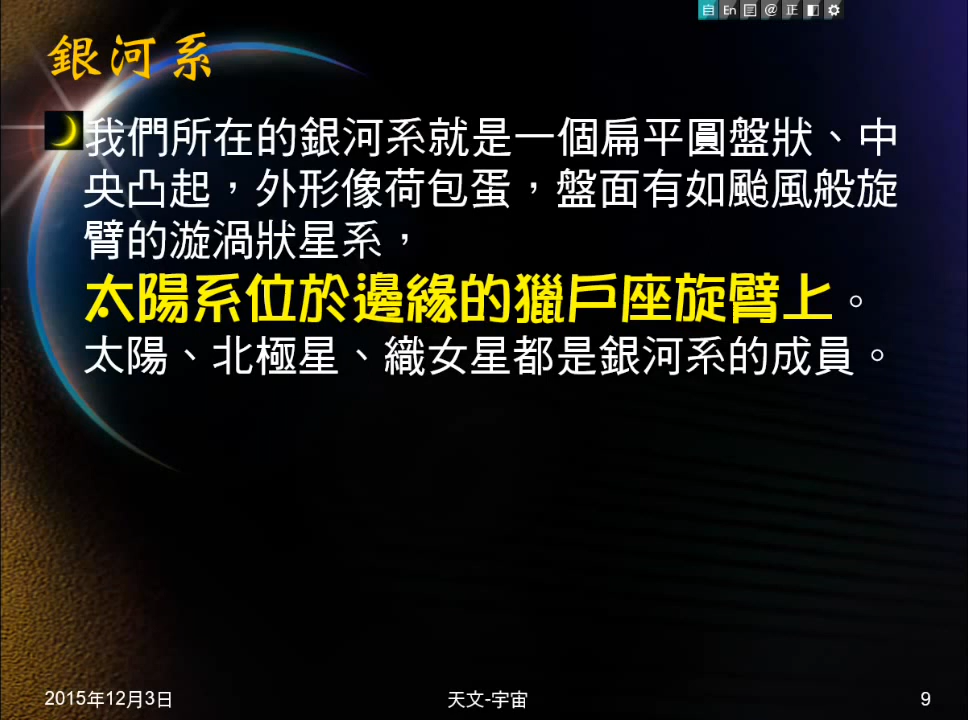 自 En @ 正
銀河系
我們所在的銀河系就是一個扁平圓盤狀、中
央凸起，外形像荷包蛋，盤面有如颱風般旋
臂的漩渦狀星系，
太陽系位於邊緣的獵戶座旋臂上。
太陽、北極星、織女星都是銀河系的成員。
2015年12月3日
天文-宇宙
9